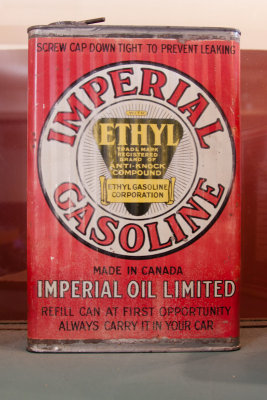 SCREW CAP DOWN TIGHT TO PREVENT LEAKING
IMPERIAL
ETHYL
TRADE MARK
REGISTERED
BRAND OF
ANTI-KNOCK
COMPOUND
ETHYL GASOLINE
CORPORATION
GASOLINE
MADE IN CANADA
IMPERIAL OIL LIMITED
REFILL CAN AT FIRST OPPORTUNITY
ALWAYS CARRY IT IN YOUR CAR